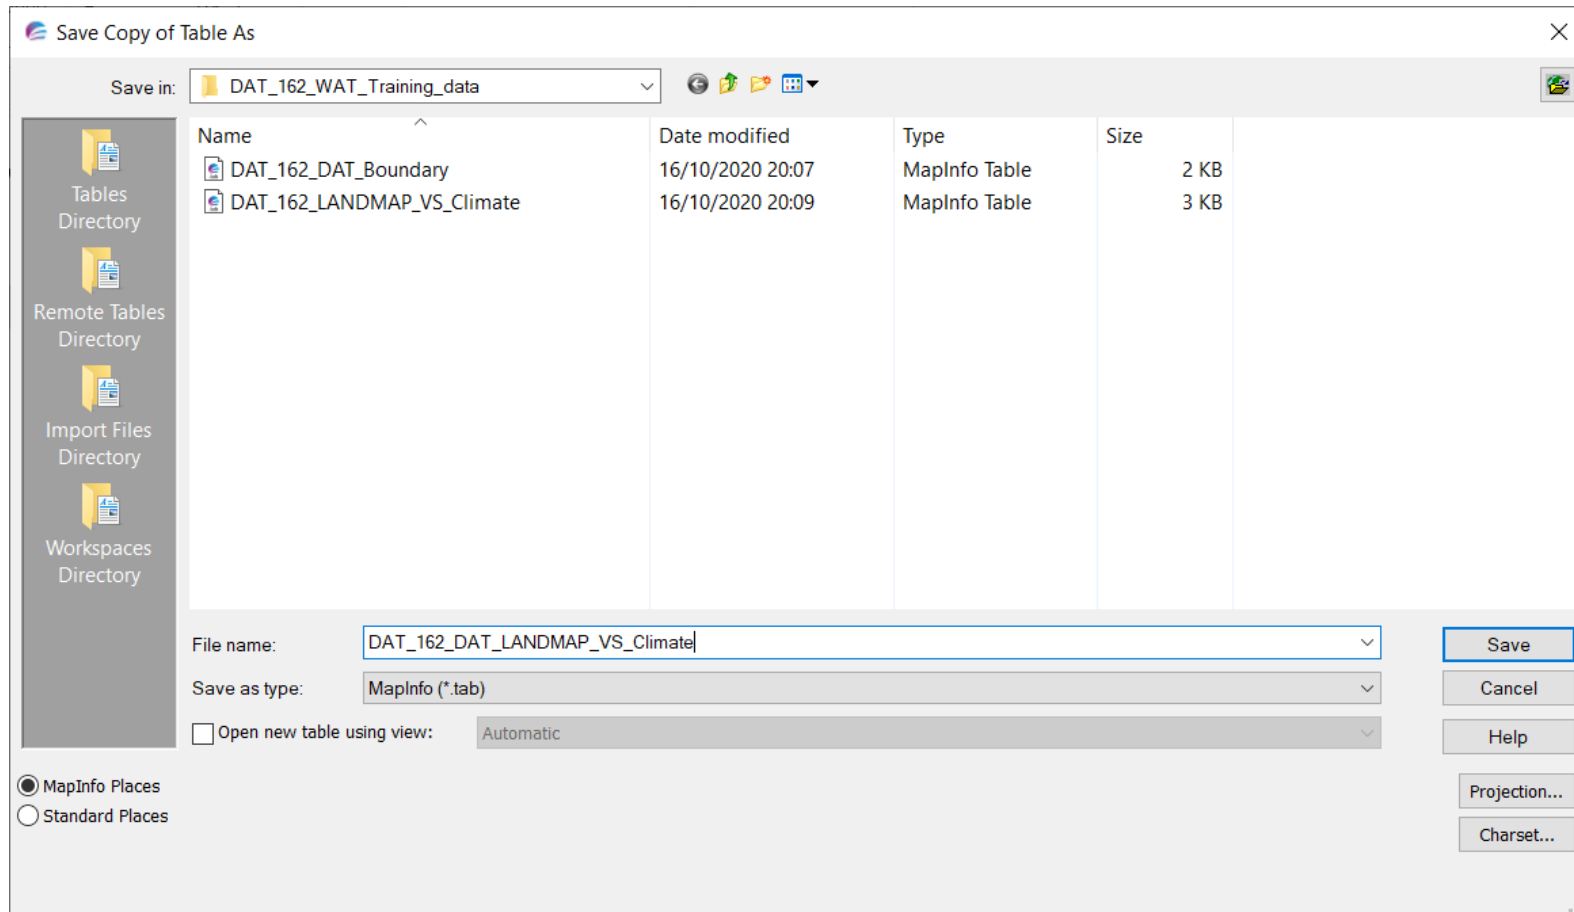 Save Copy of Table As
Save in: DAT_162_WAT_Training_data
Name Date modified Type Size
DAT_162_DAT_Boundary 16/10/2020 20:07 MapInfo Table 2 KB
DAT_162_LANDMAP_VS_Climate 16/10/2020 20:09 MapInfo Table 3 KB
Tables
Directory
Remote Tables
Directory
Import Files
Directory
Workspaces
Directory
File name: DAT_162_DAT_LANDMAP_VS_Climate Save
Save as type: MapInfo (*.tab) Cancel
Open new table using view: Automatic Help
MapInfo Places Projection...
Standard Places
Charset...